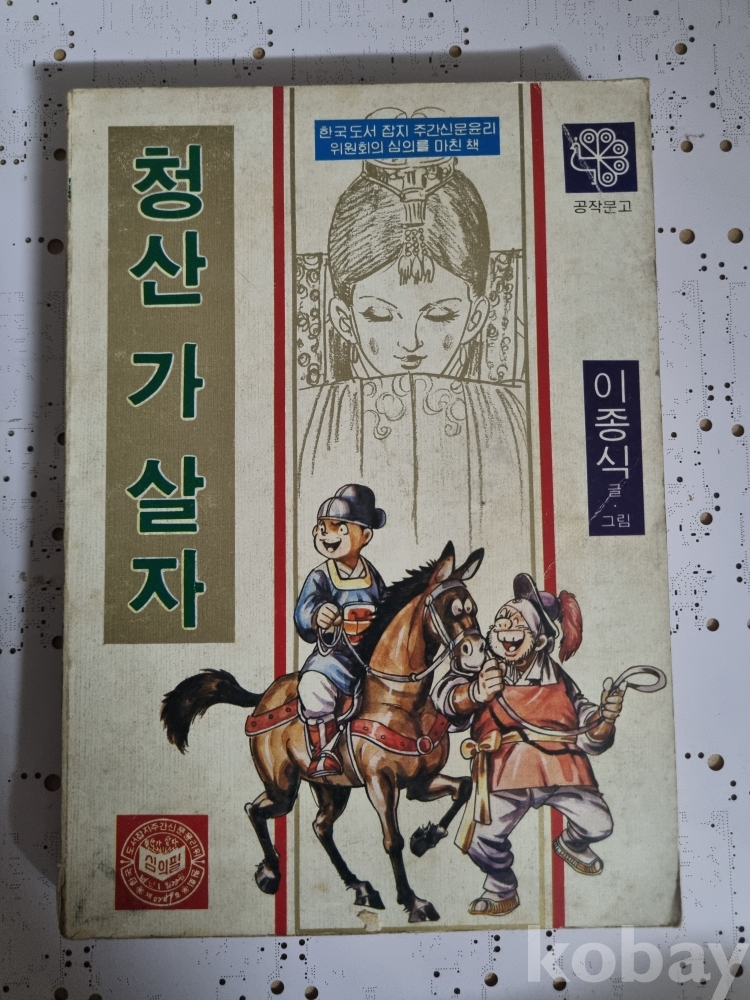 한국도서 잡지 주간신문윤리
위원회의 심의를 마친 책
공작문고
청산 가 살자
이종식 글·그림
심의필
kobay